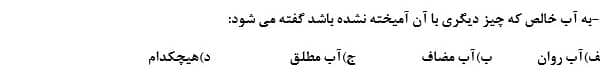 -به آب خالص که چیز دیگری با آن آمیخته نشده باشد گفته می شود:
لف)آب روان ب)آب مضاف ج)آب مطلق د)هیچکدام